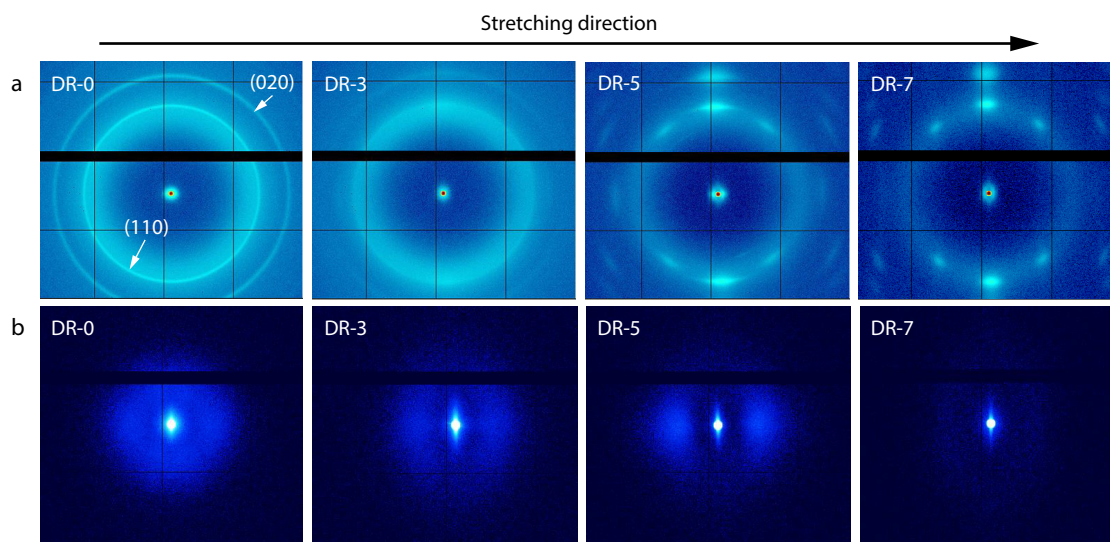 Stretching direction
a
DR-0
(020)
(110)
DR-3
DR-5
DR-7
b
DR-0
DR-3
DR-5
DR-7